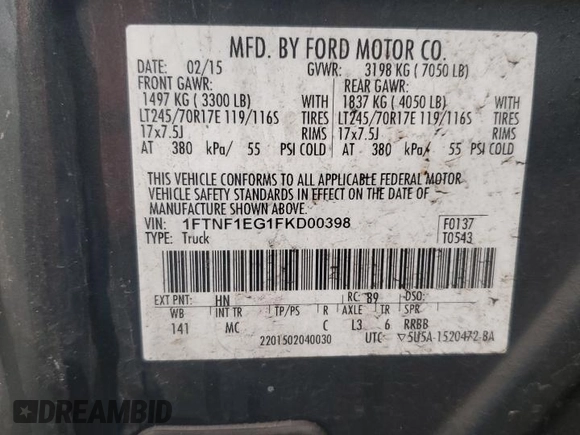 MFD. BY FORD MOTOR CO.
DATE: 02/15 GVWR: 3198 KG ( 7050 LB)
FRONT GAWR: REAR GAWR:
1497 KG ( 3300 LB) WITH 1837 KG ( 4050 LB) WITH
LT245/70R17E 119/116S TIRES LT245/70R17E 119/116S TIRES
17x7.5J RIMS 17x7.5J RIMS
AT 380 kPa/ 55 PSI COLD AT 380 kPa/ 55 PSI COLD
THIS VEHICLE CONFORMS TO ALL APPLICABLE FEDERAL MOTOR
VEHICLE SAFETY STANDARDS IN EFFECT ON THE DATE OF
MANUFACTURE SHOWN ABOVE.
VIN: 1FTNF1EG1FKD00398 F0137
TYPE: Truck T0543
EXT PNT: HN RC: 89 DSO:
WB INT TR TP/PS R AXLE TR SPR
141 MC C L3 6 RRBB
2201502040030 UTC ▽5U5A-1520472-BA
DREAMBID